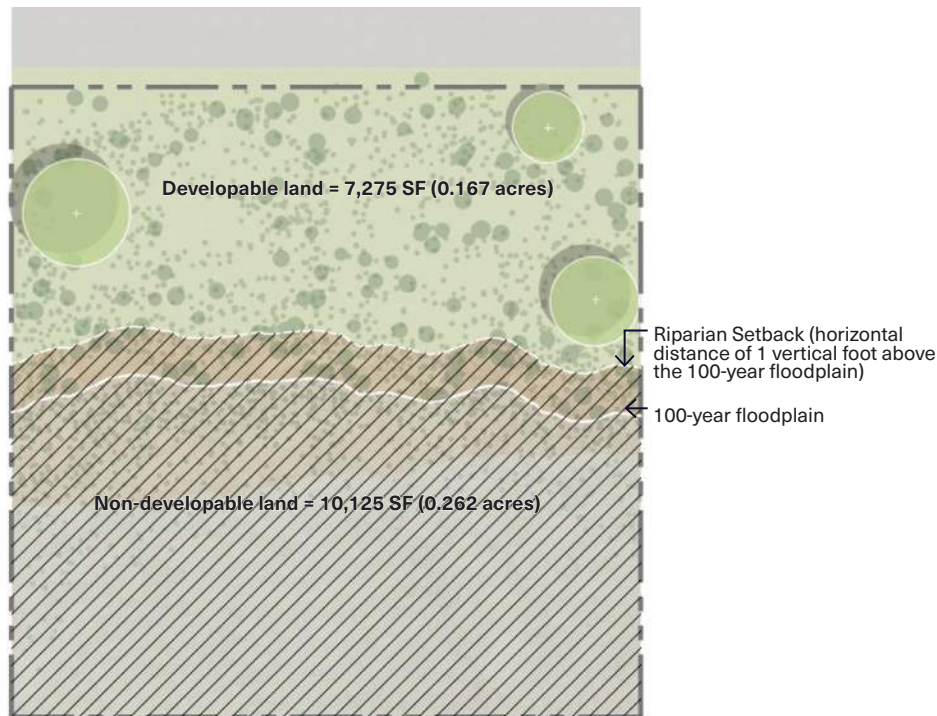 Developable land = 7,275 SF (0.167 acres)
Riparian Setback (horizontal
distance of 1 vertical foot above
the 100-year floodplain)
100-year floodplain
Non-developable land = 10,125 SF (0.262 acres)